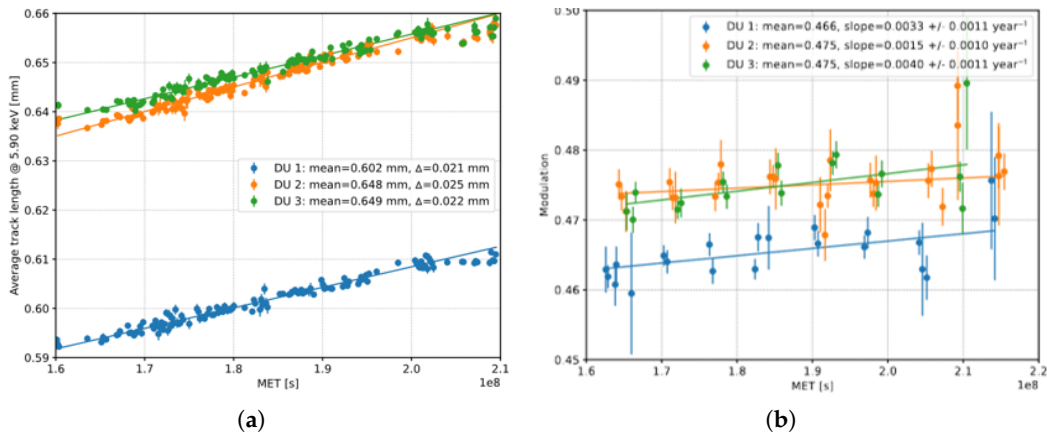 0.66
0.65
0.64
0.63
0.62
0.61
0.60
0.59
Average track length @ 5.90 keV [mm]
DU 1: mean=0.602 mm, Δ=0.021 mm
DU 2: mean=0.648 mm, Δ=0.025 mm
DU 3: mean=0.649 mm, Δ=0.022 mm
1.6 1.7 1.8 1.9 2.0 2.1
MET [s]
1e8
(a)
0.50
0.49
0.48
0.47
0.46
0.45
Modulation
DU 1: mean=0.466, slope=0.0033 +/- 0.0011 year⁻¹
DU 2: mean=0.475, slope=0.0015 +/- 0.0010 year⁻¹
DU 3: mean=0.475, slope=0.0040 +/- 0.0011 year⁻¹
1.6 1.7 1.8 1.9 2.0 2.1 2.2
MET [s]
1e8
(b)